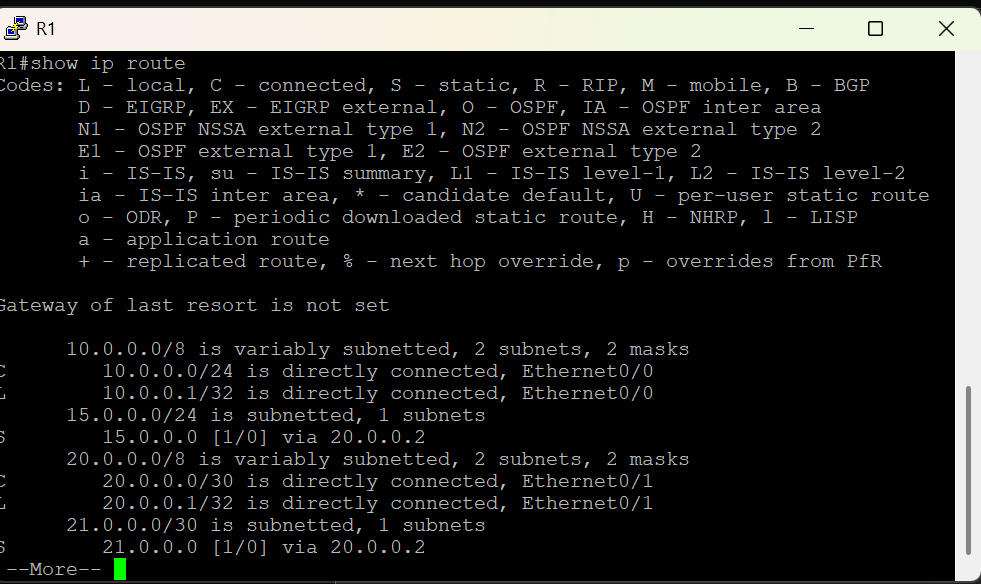 R1
R1#show ip route
Codes: L - local, C - connected, S - static, R - RIP, M - mobile, B - BGP
D - EIGRP, EX - EIGRP external, O - OSPF, IA - OSPF inter area
N1 - OSPF NSSA external type 1, N2 - OSPF NSSA external type 2
E1 - OSPF external type 1, E2 - OSPF external type 2
i - IS-IS, su - IS-IS summary, L1 - IS-IS level-1, L2 - IS-IS level-2
ia - IS-IS inter area, * - candidate default, U - per-user static route
o - ODR, P - periodic downloaded static route, H - NHRP, l - LISP
a - application route
+ - replicated route, % - next hop override, p - overrides from PfR
Gateway of last resort is not set
10.0.0.0/8 is variably subnetted, 2 subnets, 2 masks
C 10.0.0.0/24 is directly connected, Ethernet0/0
L 10.0.0.1/32 is directly connected, Ethernet0/0
15.0.0.0/24 is subnetted, 1 subnets
S 15.0.0.0 [1/0] via 20.0.0.2
20.0.0.0/8 is variably subnetted, 2 subnets, 2 masks
C 20.0.0.0/30 is directly connected, Ethernet0/1
L 20.0.0.1/32 is directly connected, Ethernet0/1
21.0.0.0/30 is subnetted, 1 subnets
S 21.0.0.0 [1/0] via 20.0.0.2
--More--